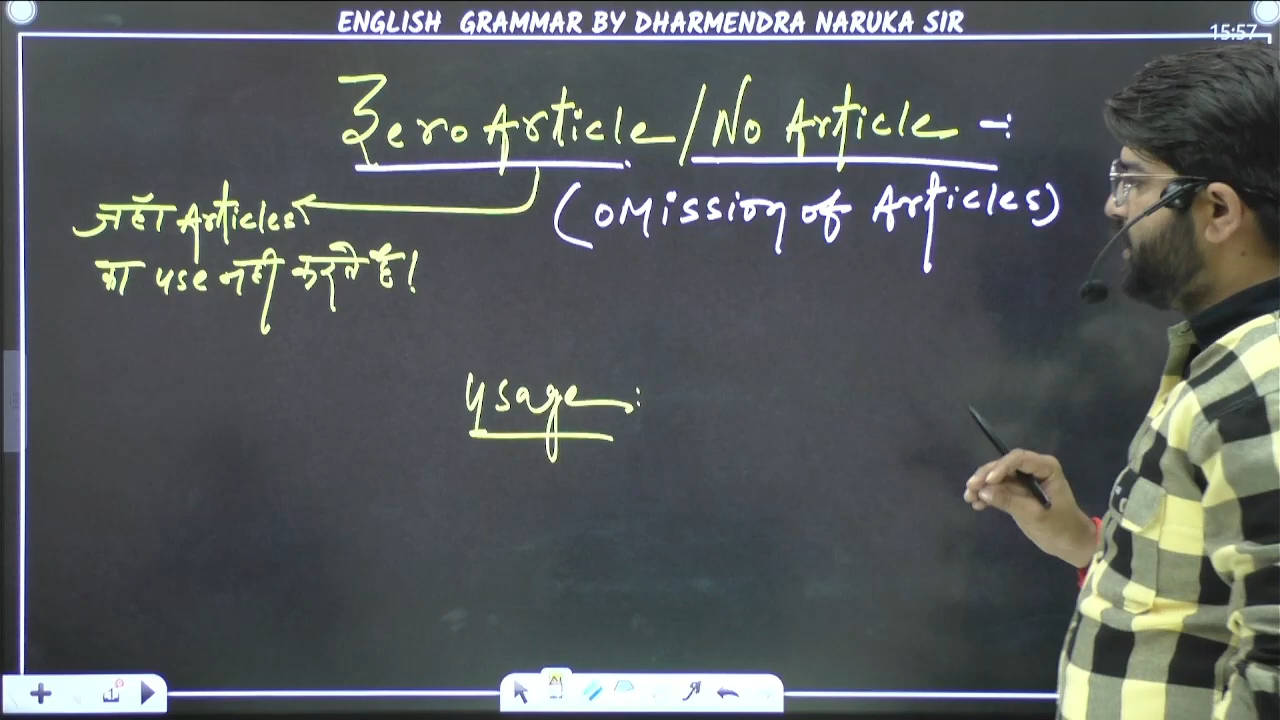 ENGLISH GRAMMAR BY DHARMENDRA NARUKA SIR
15:57
Zero Article / No Article -:
(Omission of Articles)
जहाँ Articles
का use नहीं करते है!
Usage: